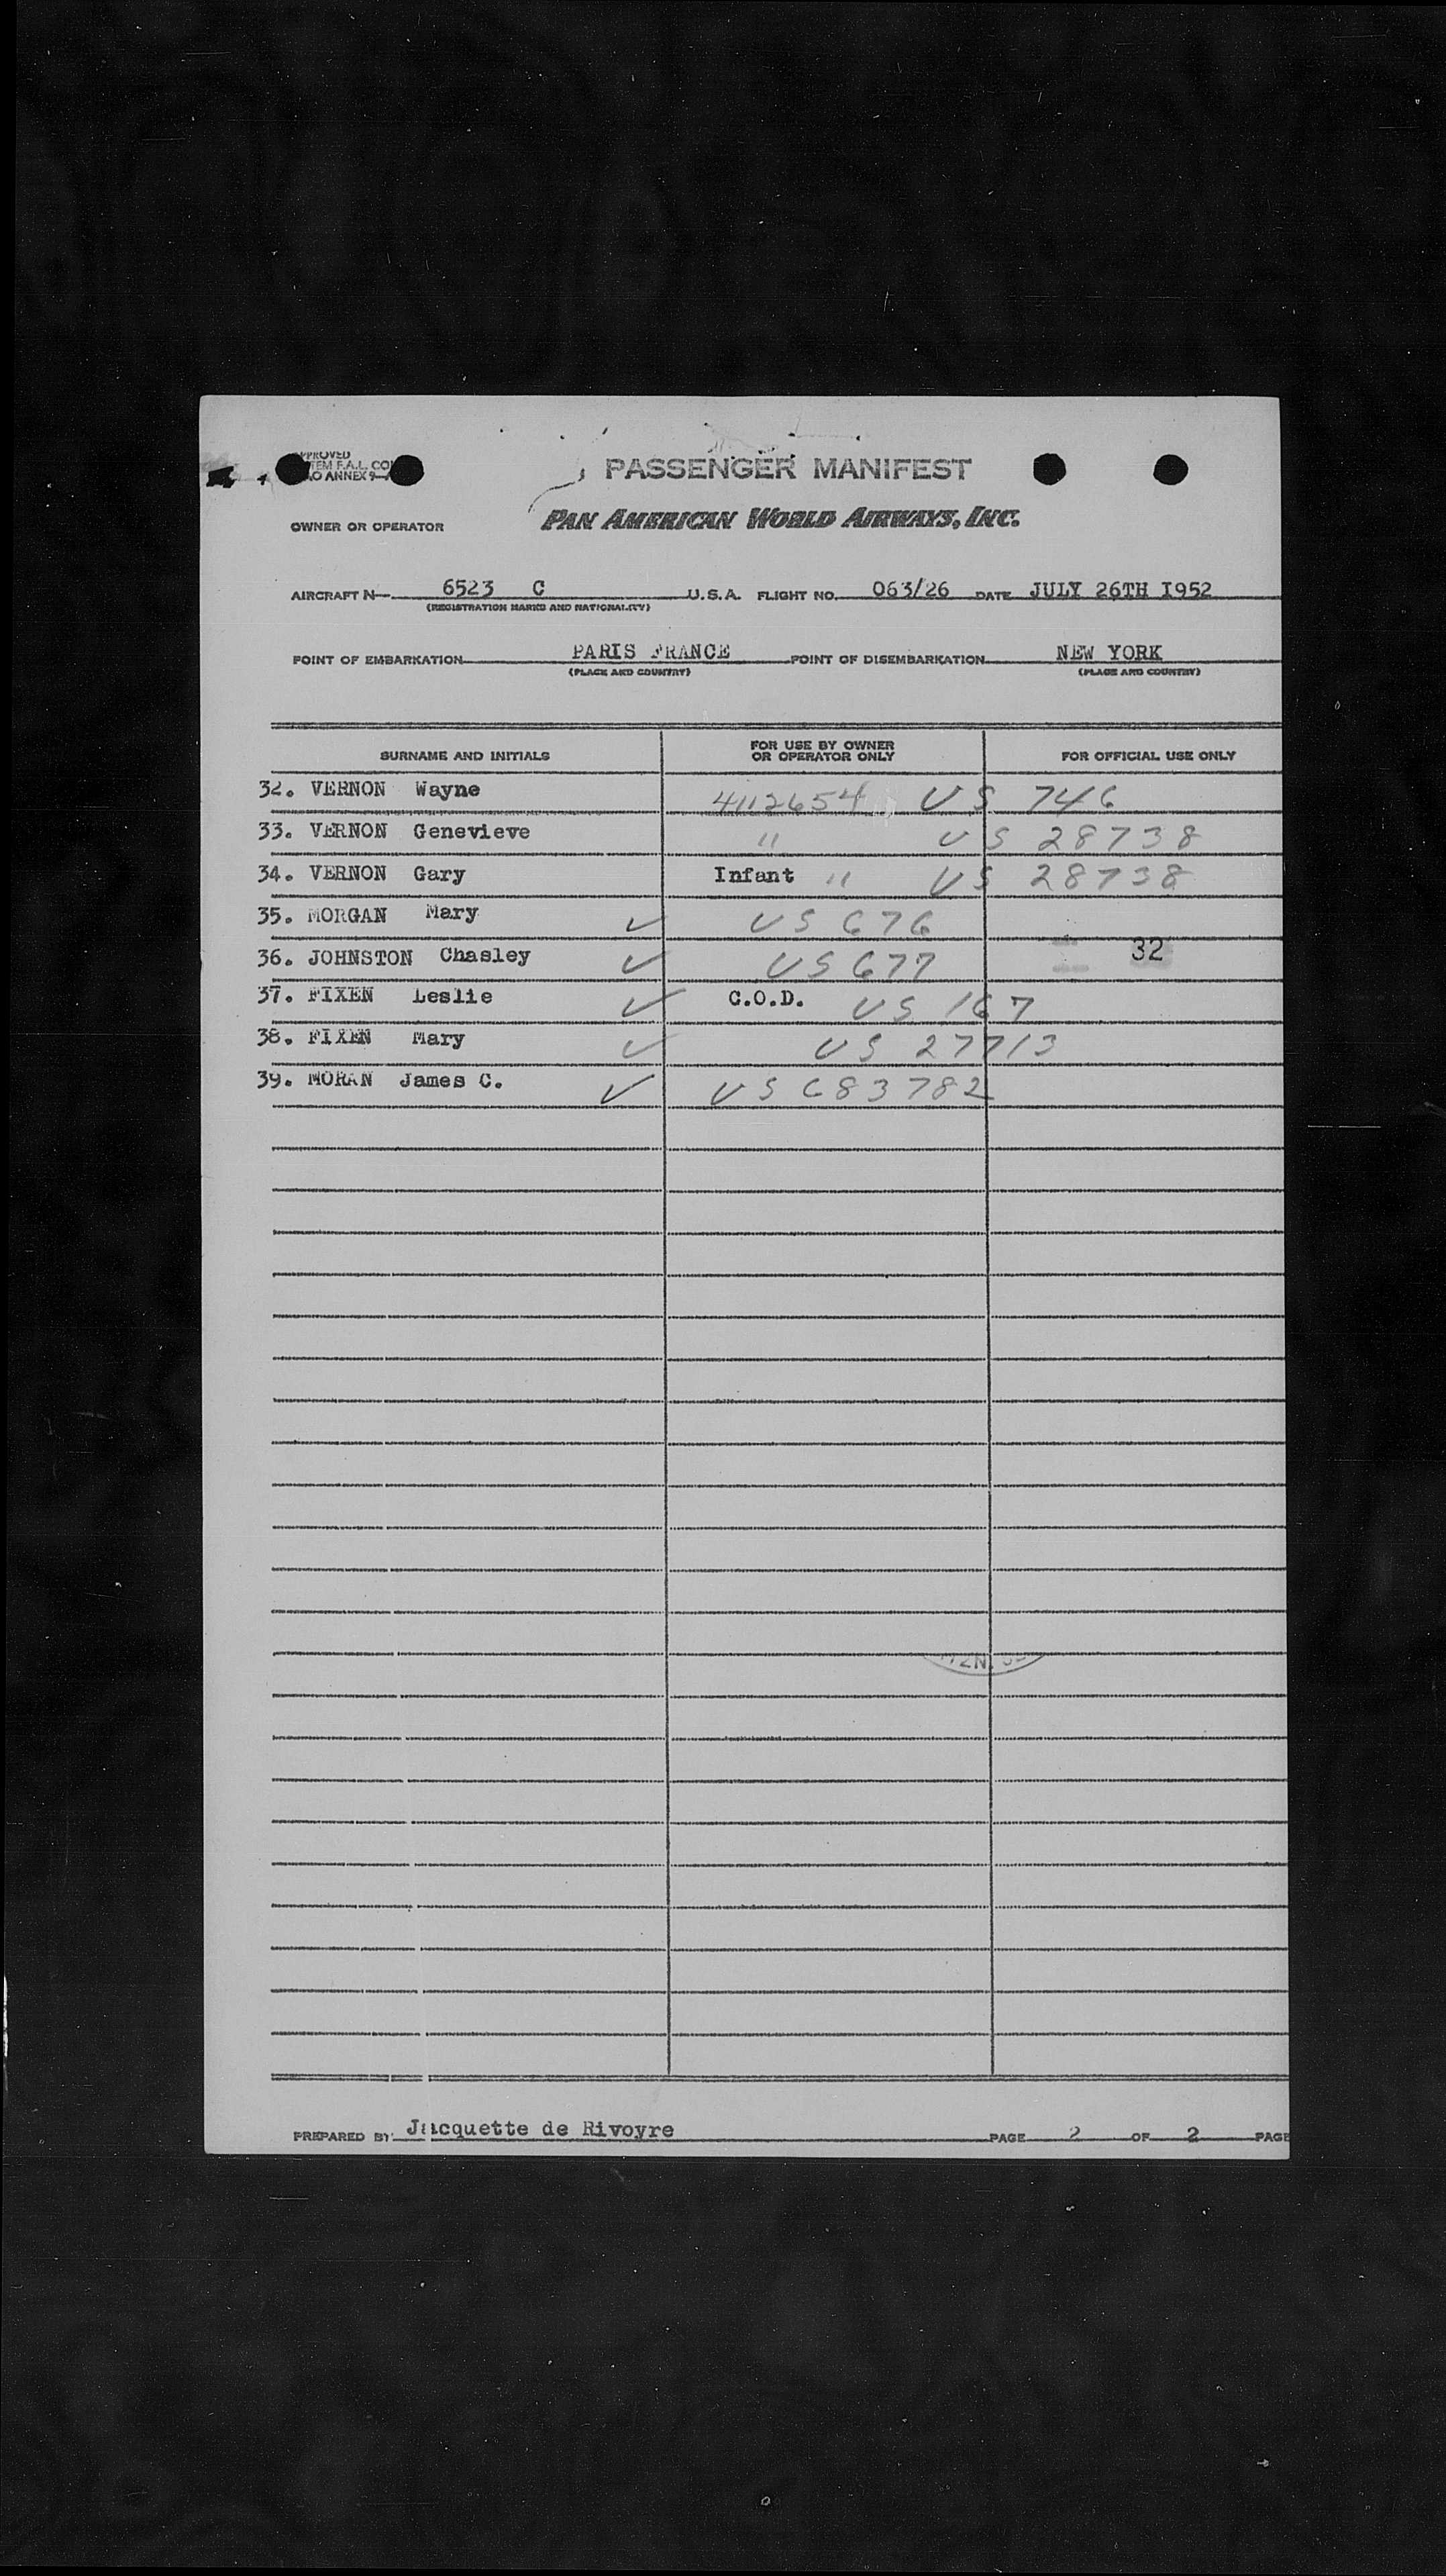 PASSENGER MANIFEST
OWNER OR OPERATOR PAN AMERICAN WORLD AIRWAYS, INC.
AIRCRAFT N 6523 C U.S.A. FLIGHT NO. 063/26 DATE JULY 26TH I952
(REGISTRATION MARKS AND NATIONALITY)
POINT OF EMBARKATION PARIS FRANCE POINT OF DISEMBARKATION NEW YORK
(PLACE AND COUNTRY) (PLACE AND COUNTRY)
SURNAME AND INITIALS FOR USE BY OWNER OR OPERATOR ONLY FOR OFFICIAL USE ONLY
32. VERNON Wayne 4112654 US 746
33. VERNON Genevieve " US 28738
34. VERNON Gary Infant " US 28738
35. MORGAN Mary ✓ US 676
36. JOHNSTON Chasley ✓ US 677 32
37. FIXEN Leslie ✓ C.O.D. US 167
38. FIXEN Mary ✓ US 27713
39. MORAN James C. ✓ US 683782
PREPARED BY Jacquette de Rivoyre PAGE 2 OF 2 PAGE